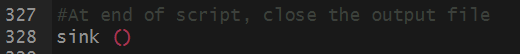 327 #At end of script, close the output file
328 sink ()